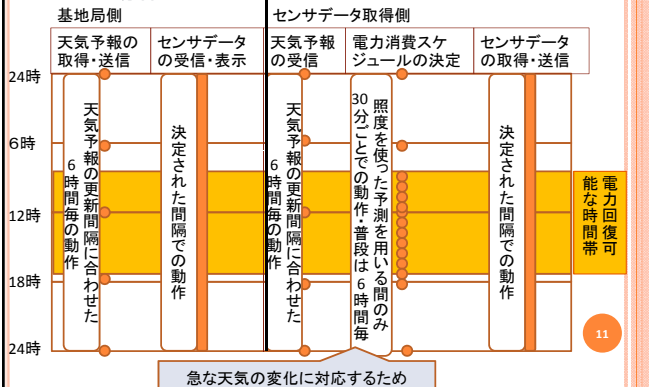 基地局側
センサデータ取得側
天気予報の
取得・送信
センサデータ
の受信・表示
天気予報
の受信
電力消費スケ
ジュールの決定
センサデータ
の取得・送信
24時
6時
12時
18時
24時
天気予報の更新間隔に合わせた
6時間毎の動作
決定された間隔での動作
天気予報の更新間隔に合わせた
6時間毎の動作
照度を使った予測を用いる間のみ
30分ごとでの動作・普段は6時間毎
決定された間隔での動作
電力回復可
能な時間帯
11
急な天気の変化に対応するため